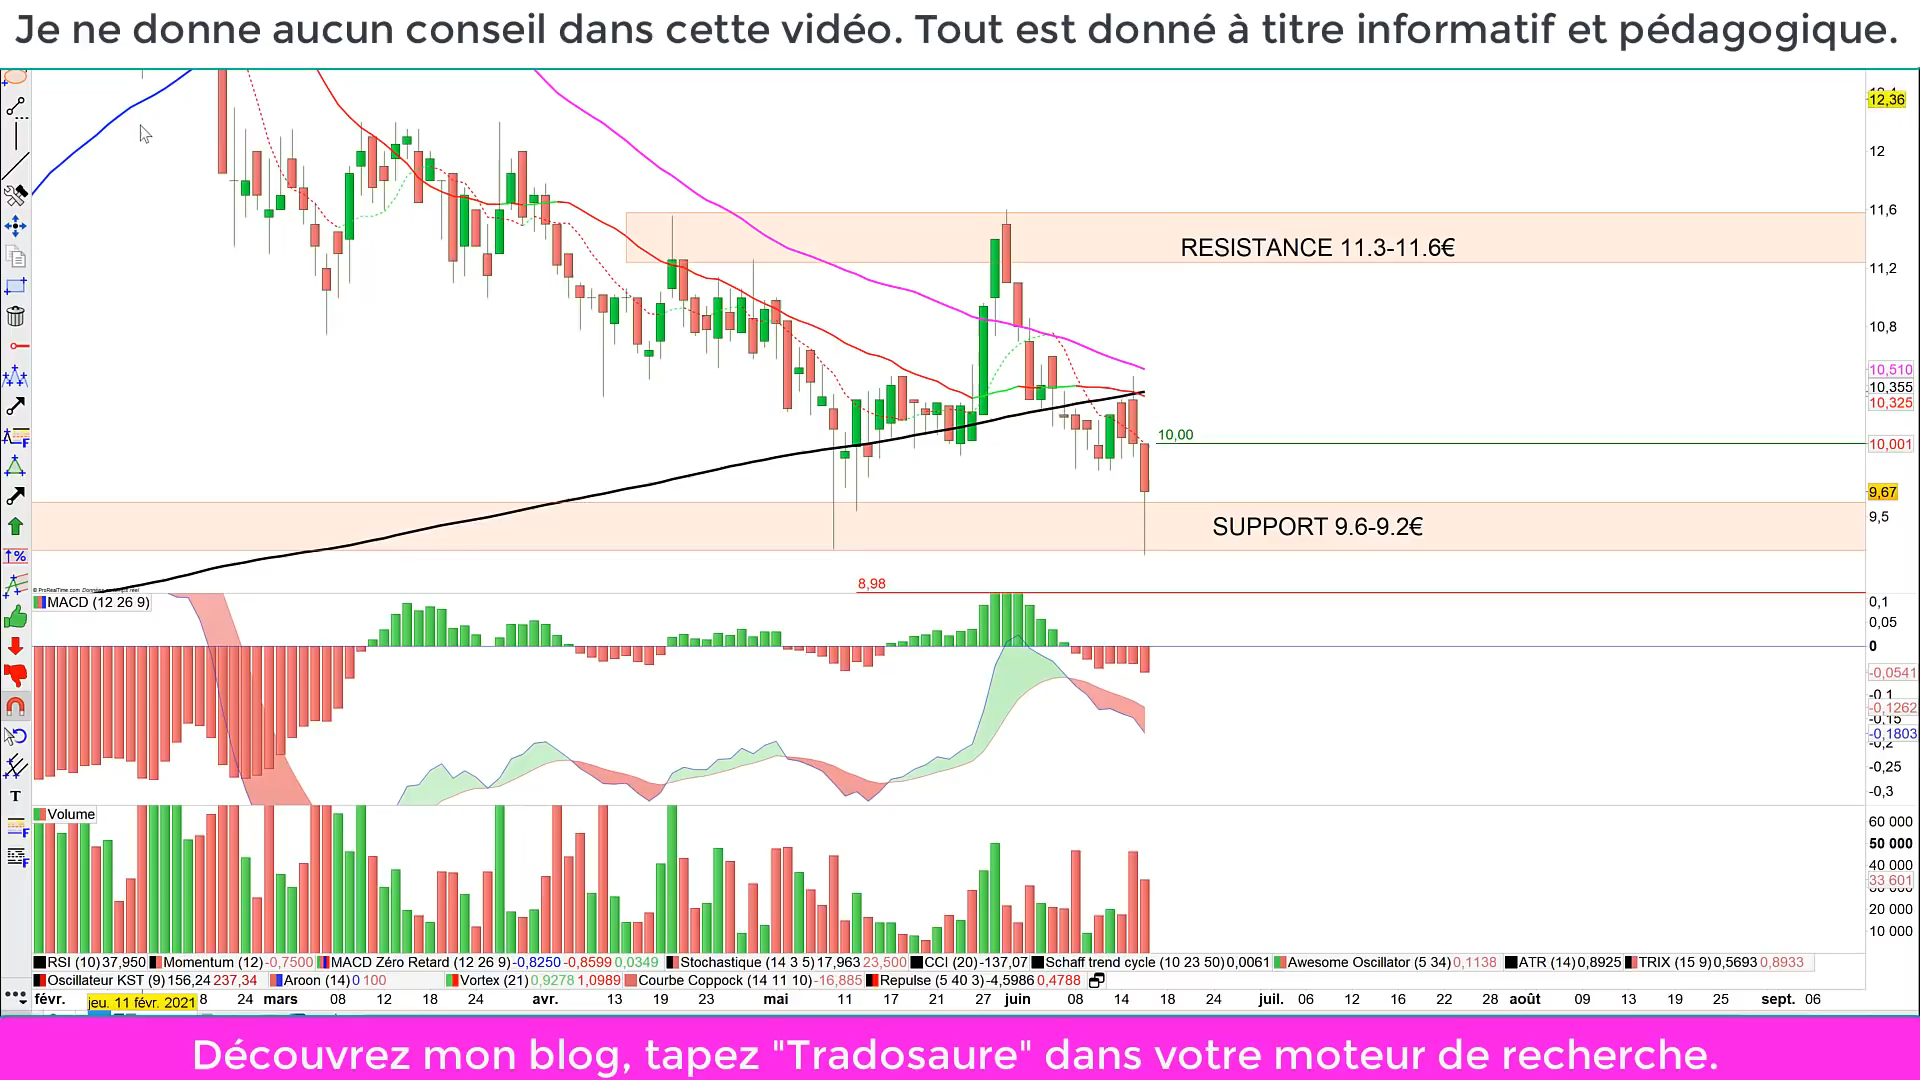 Je ne donne aucun conseil dans cette vidéo. Tout est donné à titre informatif et pédagogique.
12,36
12
11,6
RESISTANCE 11.3-11.6€
11,2
10,8
10,510
10,355
10,325
10,00
10,001
9,67
9,5
SUPPORT 9.6-9.2€
8,98
© ProRealTime.com
MACD (12 26 9)
0,1
0,05
0
-0,0541
-0,1
-0,1262
-0,15
-0,1803
-0,25
-0,3
Volume
60 000
50 000
40 000
33 601
20 000
10 000
RSI (10) 37,950 Momentum (12) -0,7500 MACD Zéro Retard (12 26 9) -0,8250 -0,8599 0,0349 Stochastique (14 3 5) 17,963 23,500 CCI (20) -137,07 Schaff trend cycle (10 23 50) 0,0061 Awesome Oscillator (5 34) 0,1138 ATR (14) 0,8925 TRIX (15 9) 0,5693 0,8933
Oscillateur KST (9) 156,24 237,34 Aroon (14) 0 100 Vortex (21) 0,9278 1,0989 Courbe Coppock (14 11 10) -16,885 Repulse (5 40 3) -4,5986 0,4788
févr. jeu. 11 févr. 2021 8 24 mars 08 12 18 24 avr. 13 19 23 mai 11 17 21 27 juin 08 14 18 24 juil. 06 12 16 22 28 août 09 13 19 25 sept. 06
Découvrez mon blog, tapez "Tradosaure" dans votre moteur de recherche.